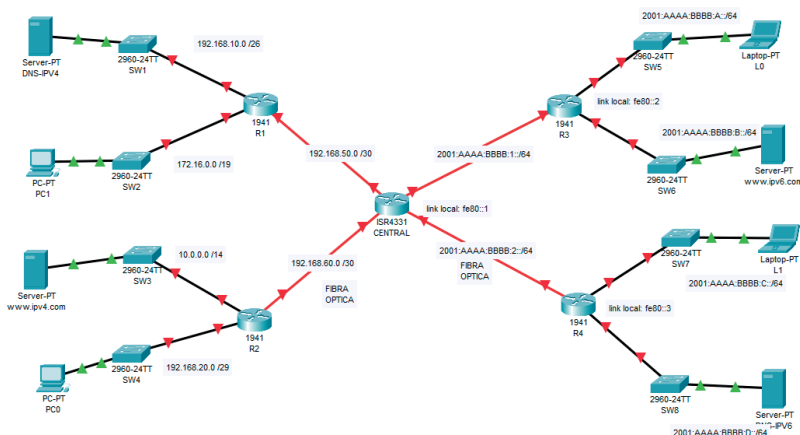 Server-PT
DNS-IPV4
2960-24TT
SW1
192.168.10.0 /26
1941
R1
PC-PT
PC1
2960-24TT
SW2
172.16.0.0 /19
192.168.50.0 /30
2001:AAAA:BBBB:A::/64
2960-24TT
SW5
Laptop-PT
L0
link local: fe80::2
1941
R3
2001:AAAA:BBBB:B::/64
2960-24TT
SW6
Server-PT
www.ipv6.com
2001:AAAA:BBBB:1::/64
link local: fe80::1
ISR4331
CENTRAL
Server-PT
www.ipv4.com
2960-24TT
SW3
10.0.0.0 /14
192.168.60.0 /30
FIBRA
OPTICA
1941
R2
PC-PT
PC0
2960-24TT
SW4
192.168.20.0 /29
2001:AAAA:BBBB:2::/64
FIBRA
OPTICA
2960-24TT
SW7
Laptop-PT
L1
2001:AAAA:BBBB:C::/64
link local: fe80::3
1941
R4
2960-24TT
SW8
Server-PT
DNS-IPV6
2001:AAAA:BBBB:D::/64